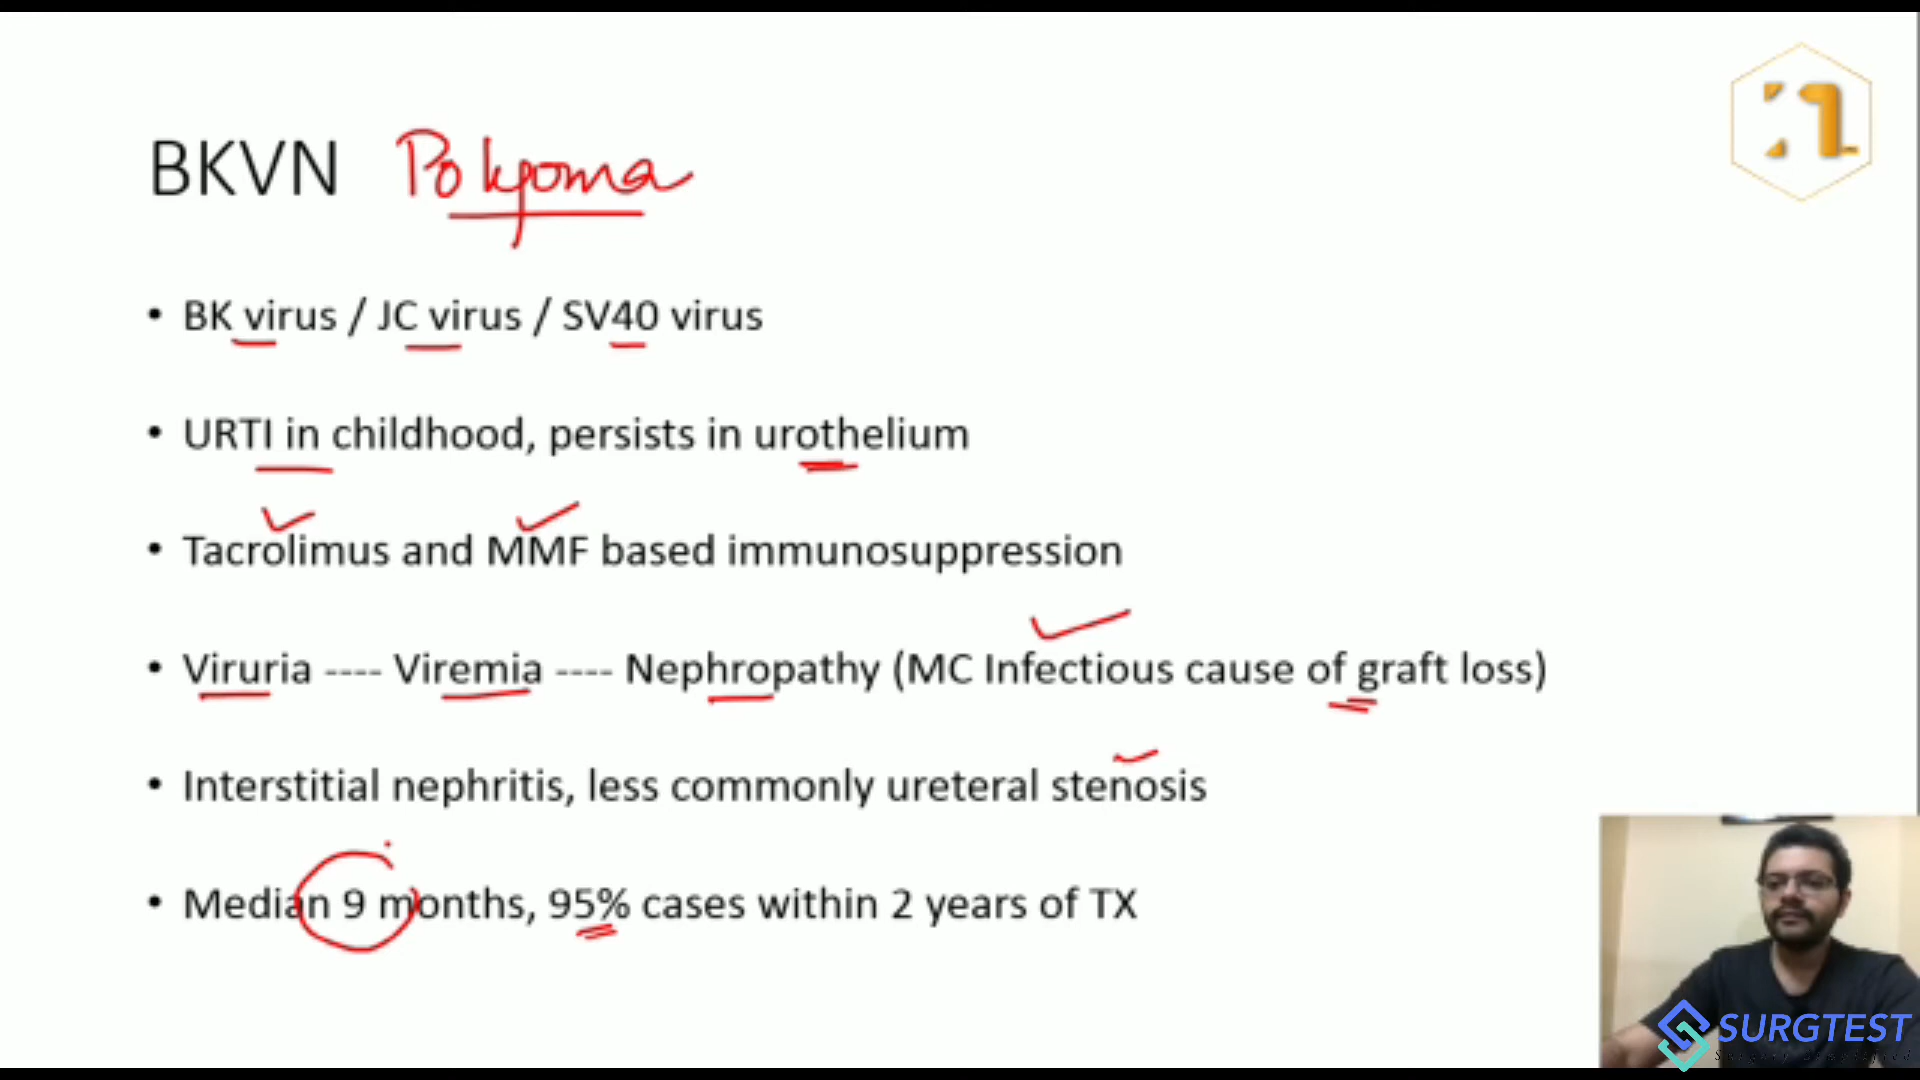 BKVN Polyoma
• BK virus / JC virus / SV40 virus
• URTI in childhood, persists in urothelium
• Tacrolimus and MMF based immunosuppression
• Viruria ---- Viremia ---- Nephropathy (MC Infectious cause of graft loss)
• Interstitial nephritis, less commonly ureteral stenosis
• Median 9 months, 95% cases within 2 years of TX
SURGTEST